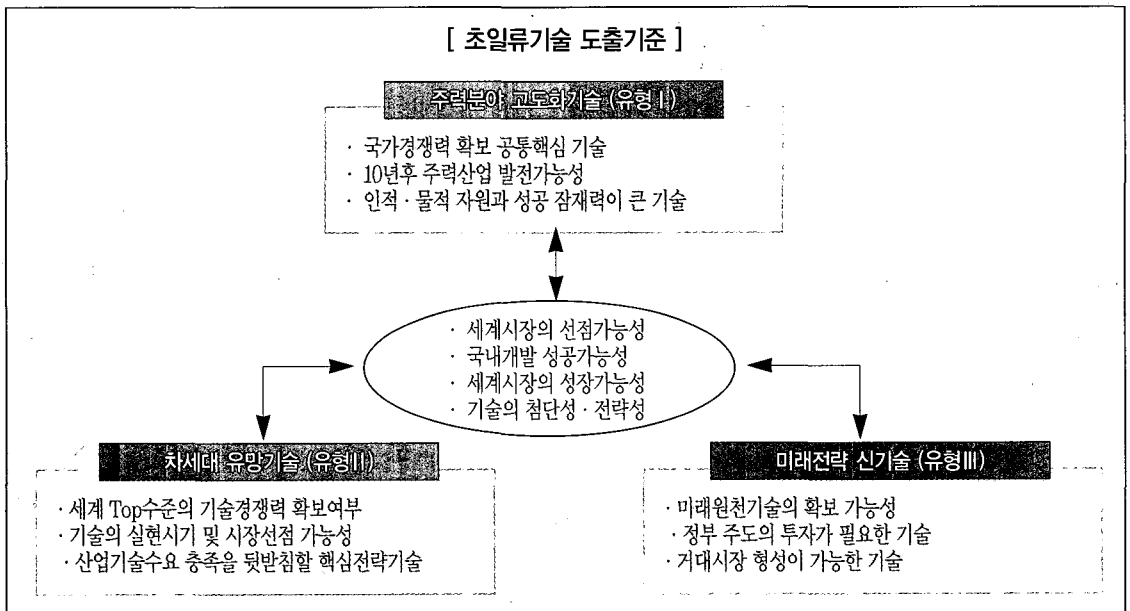 [ 초일류기술 도출기준 ]
주력분야 고도화기술 (유형Ⅰ)
· 국가경쟁력 확보 공통핵심 기술
· 10년후 주력산업 발전가능성
· 인적 · 물적 자원과 성공 잠재력이 큰 기술
· 세계시장의 선점가능성
· 국내개발 성공가능성
· 세계시장의 성장가능성
· 기술의 첨단성 · 전략성
차세대 유망기술 (유형Ⅱ)
· 세계 Top수준의 기술경쟁력 확보여부
· 기술의 실현시기 및 시장선점 가능성
· 산업기술수요 충족을 뒷받침할 핵심전략기술
미래전략 신기술 (유형Ⅲ)
· 미래원천기술의 확보 가능성
· 정부 주도의 투자가 필요한 기술
· 거대시장 형성이 가능한 기술